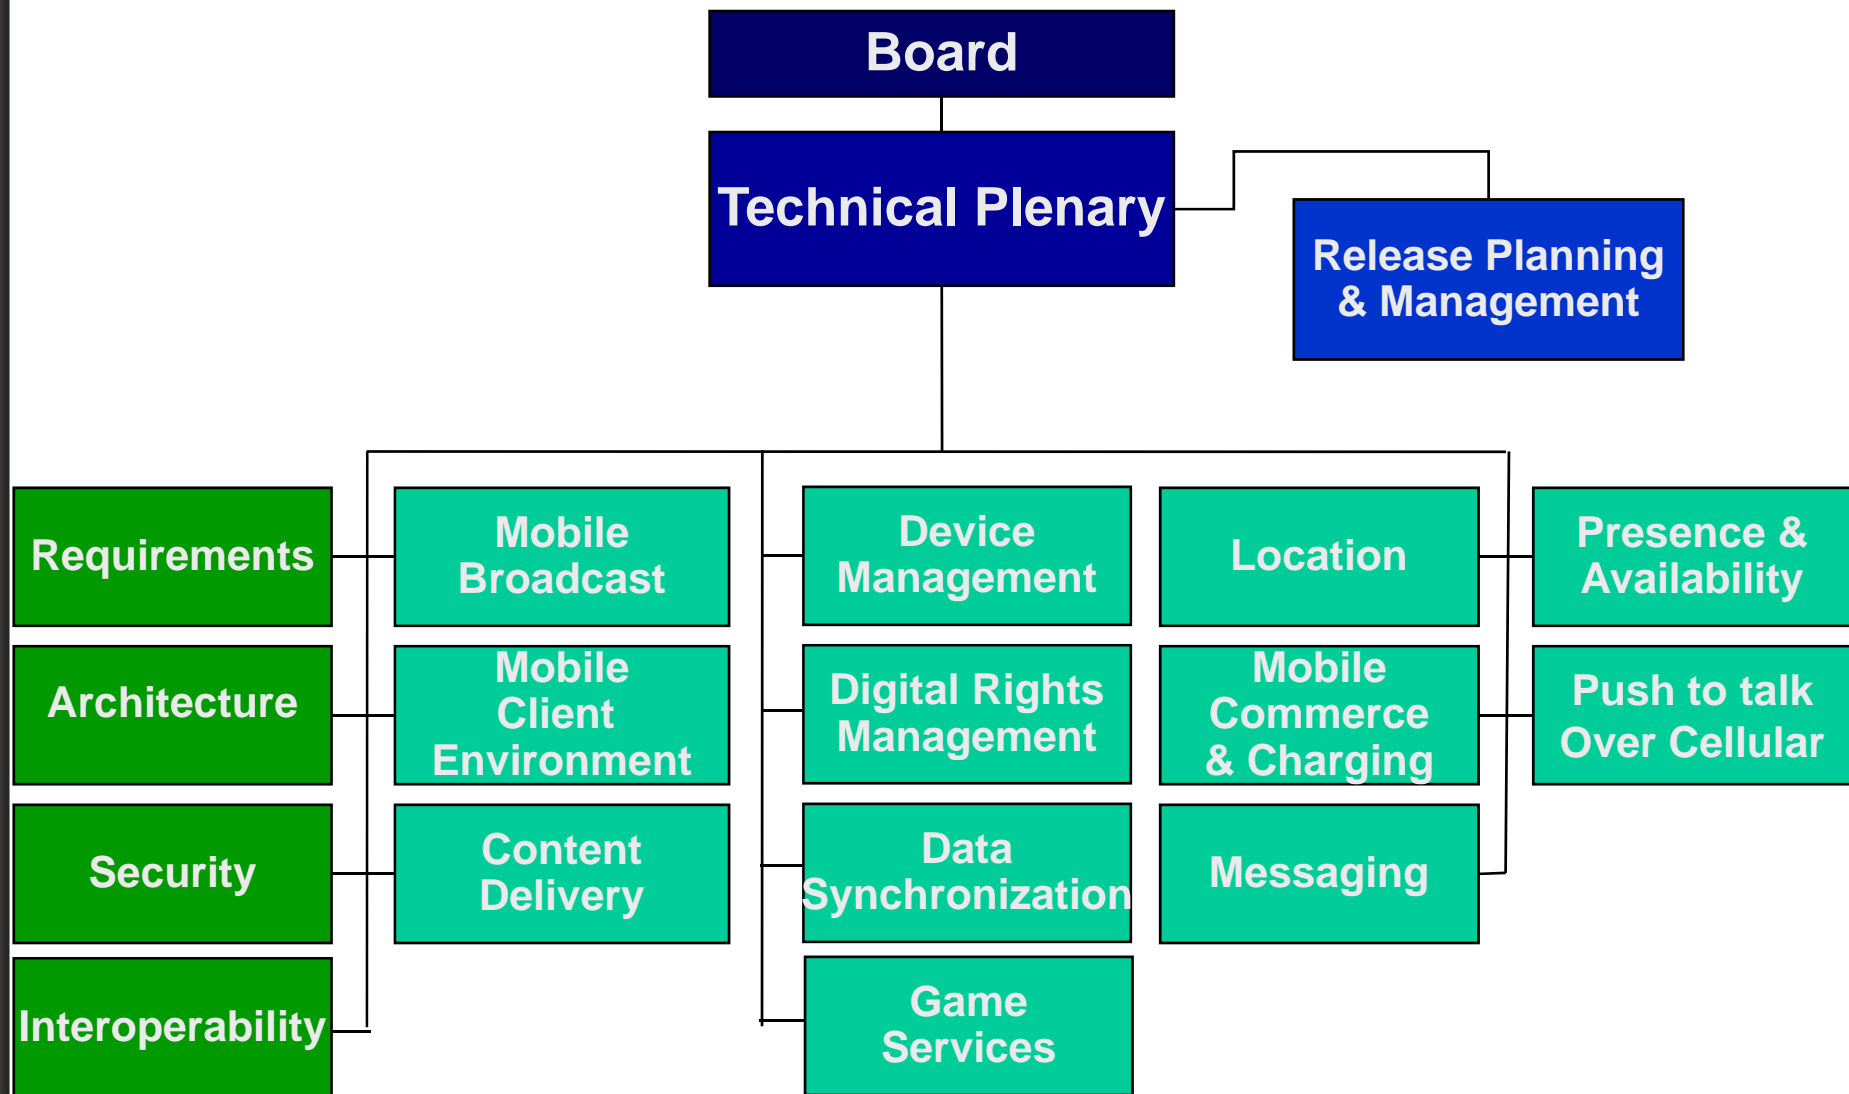 Board
Technical Plenary
Release Planning
& Management
Requirements
Mobile
Broadcast
Device
Management
Location
Presence &
Availability
Architecture
Mobile
Client
Environment
Digital Rights
Management
Mobile
Commerce
& Charging
Push to talk
Over Cellular
Security
Content
Delivery
Data
Synchronization
Messaging
Interoperability
Game
Services